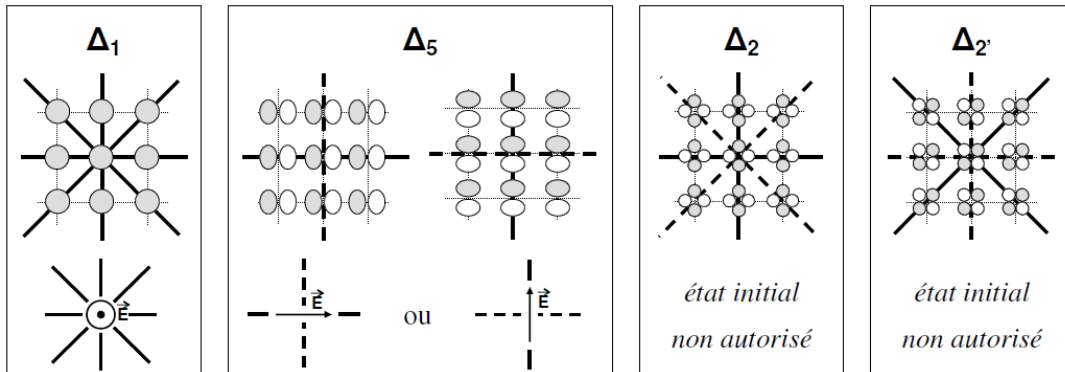 Δ1
Δ5
Δ2
Δ2'
E
E
ou
E
état initial
non autorisé
état initial
non autorisé